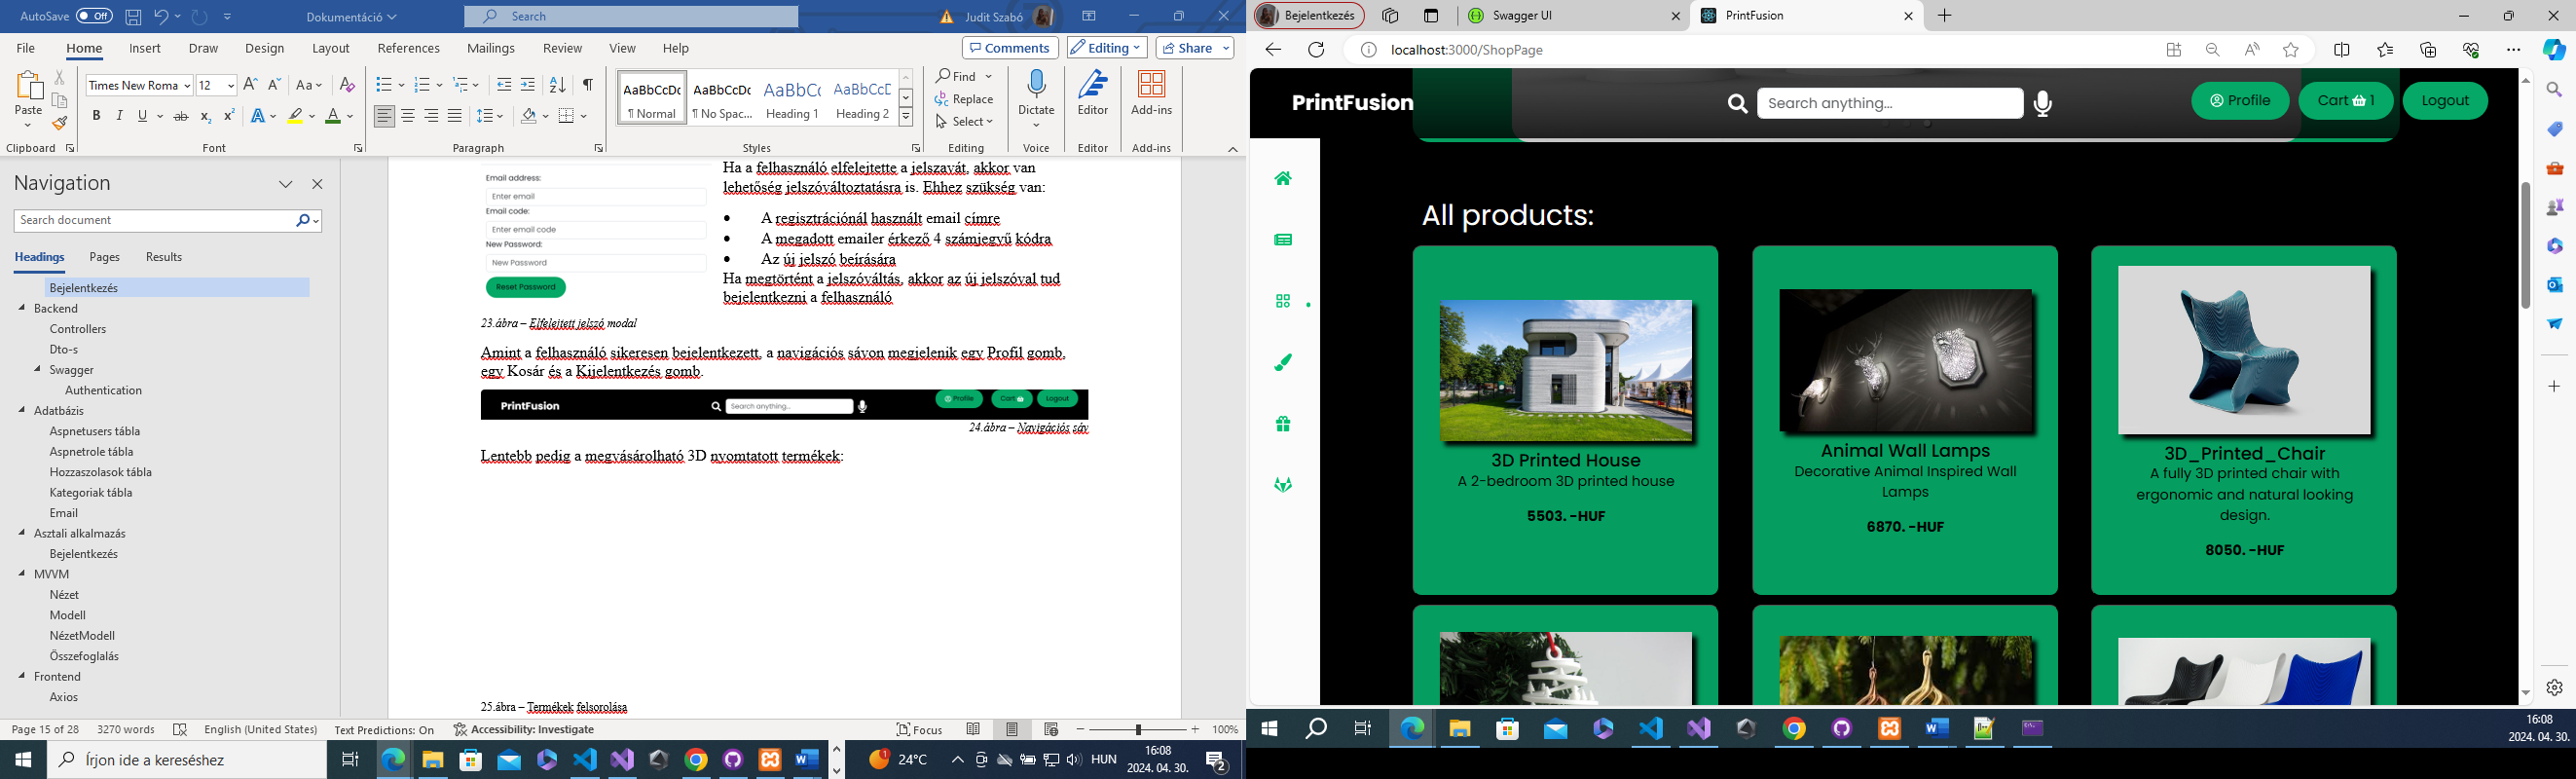 AutoSave Off
Dokumentáció
Search
Judit Szabó
File Home Insert Draw Design Layout References Mailings Review View Help
Comments Editing Share
Paste
Clipboard
Times New Roma 12
Font
Paragraph
AaBbCcDc AaBbCcDc AaBbCc AaBbCcD
¶ Normal ¶ No Spac... Heading 1 Heading 2
Styles
Find
Replace
Select
Editing
Dictate
Voice
Editor
Editor
Add-ins
Add-ins
Navigation
Search document
Headings Pages Results
Bejelentkezés
Backend
Controllers
Dto-s
Swagger
Authentication
Adatbázis
Aspnetusers tábla
Aspnetrole tábla
Hozzaszolasok tábla
Kategoriak tábla
Email
Asztali alkalmazás
Bejelentkezés
MVVM
Nézet
Modell
NézetModell
Összefoglalás
Frontend
Axios
Email address:
Enter email
Email code:
Enter email code
New Password:
New Password
Reset Password
Ha a felhasználó elfelejtette a jelszavát, akkor van
lehetőség jelszóváltoztatásra is. Ehhez szükség van:
• A regisztrációnál használt email címre
• A megadott emailer érkező 4 számjegyű kódra
• Az új jelszó beírására
Ha megtörtént a jelszóváltás, akkor az új jelszóval tud
bejelentkezni a felhasználó
23.ábra – Elfelejtett jelszó modal
Amint a felhasználó sikeresen bejelentkezett, a navigációs sávon megjelenik egy Profil gomb,
egy Kosár és a Kijelentkezés gomb.
PrintFusion Search anything... Profile Cart Logout
24.ábra – Navigációs sáv
Lentebb pedig a megvásárolható 3D nyomtatott termékek:
25.ábra – Termékek felsorolása
Page 15 of 28 3270 words English (United States) Text Predictions: On Accessibility: Investigate Focus 100%
Írjon ide a kereséshez
24°C
HUN
16:08
2024. 04. 30.
2
Bejelentkezés
Swagger UI
PrintFusion
localhost:3000/ShopPage
PrintFusion
Search anything...
Profile
Cart 1
Logout
All products:
3D Printed House
A 2-bedroom 3D printed house
5503. -HUF
Animal Wall Lamps
Decorative Animal Inspired Wall
Lamps
6870. -HUF
3D_Printed_Chair
A fully 3D printed chair with
ergonomic and natural looking
design.
8050. -HUF
16:08
2024. 04. 30.